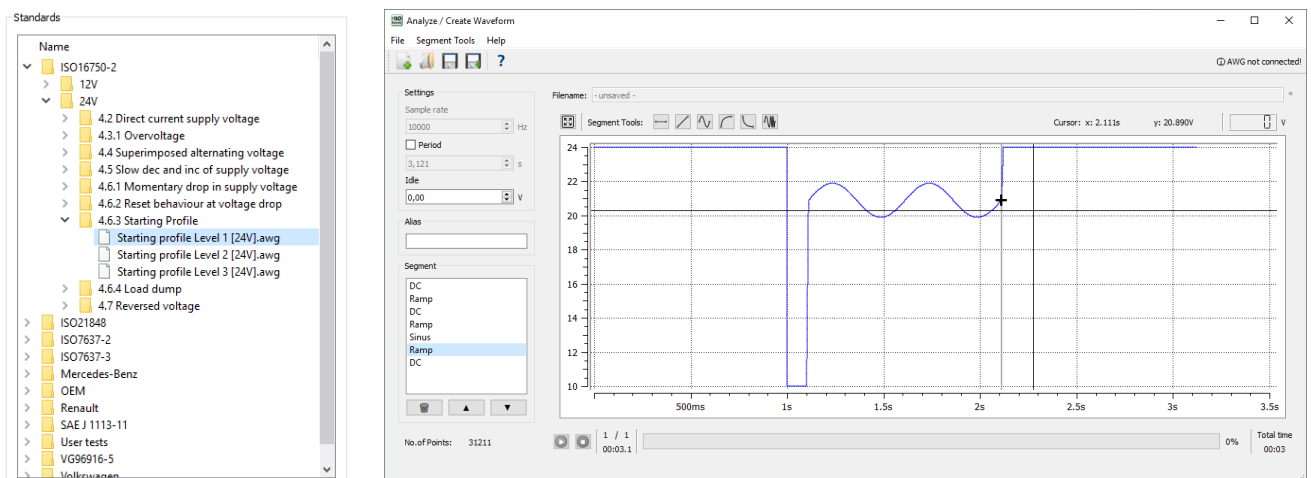 Standards
Name
ISO16750-2
12V
24V
4.2 Direct current supply voltage
4.3.1 Overvoltage
4.4 Superimposed alternating voltage
4.5 Slow dec and inc of supply voltage
4.6.1 Momentary drop in supply voltage
4.6.2 Reset behaviour at voltage drop
4.6.3 Starting Profile
Starting profile Level 1 [24V].awg
Starting profile Level 2 [24V].awg
Starting profile Level 3 [24V].awg
4.6.4 Load dump
4.7 Reversed voltage
ISO21848
ISO7637-2
ISO7637-3
Mercedes-Benz
OEM
Renault
SAE J 1113-11
User tests
VG96916-5
Volkswagen
Analyze / Create Waveform
File Segment Tools Help
?
AWG not connected!
Settings
Sample rate
10000 Hz
Period
3,121 s
Idle
0,00 V
Alias
Segment
DC
Ramp
DC
Ramp
Sinus
Ramp
DC
No.of Points: 31211
Filename: - unsaved - *
Segment Tools: Cursor: x: 2.111s y: 20.890V 0 V
24
22
20
18
16
14
12
10
500ms 1s 1.5s 2s 2.5s 3s 3.5s
1 / 1
00:03.1
0%
Total time
00:03